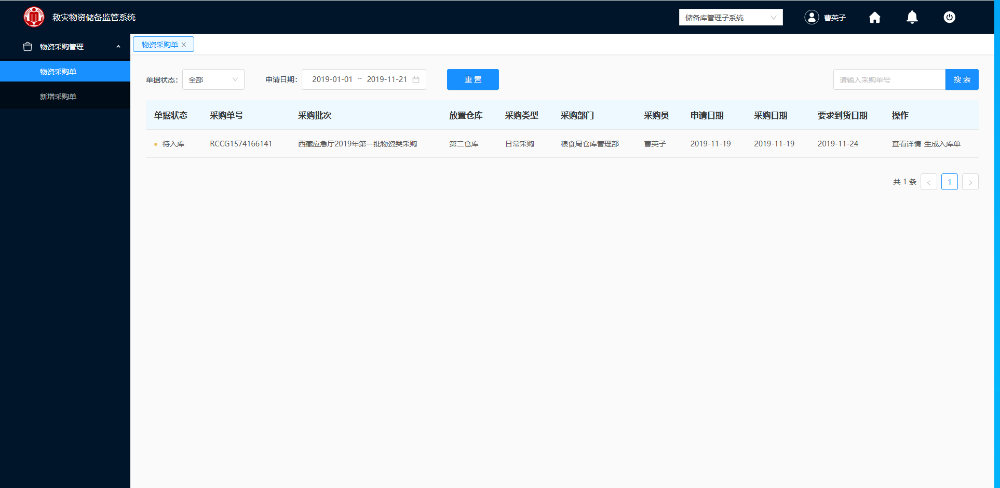 救灾物资储备监管系统
储备库管理子系统
曹英子
物资采购管理
物资采购单
新增采购单
物资采购单
单据状态: 全部 申请日期: 2019-01-01 ~ 2019-11-21 重 置 请输入采购单号 搜 索
单据状态 采购单号 采购批次 放置仓库 采购类型 采购部门 采购员 申请日期 采购日期 要求到货日期 操作
待入库 RCCG1574166141 西藏应急厅2019年第一批物资类采购 第二仓库 日常采购 粮食局仓库管理部 曹英子 2019-11-19 2019-11-19 2019-11-24 查看详情 生成入库单
共 1 条 < 1 >